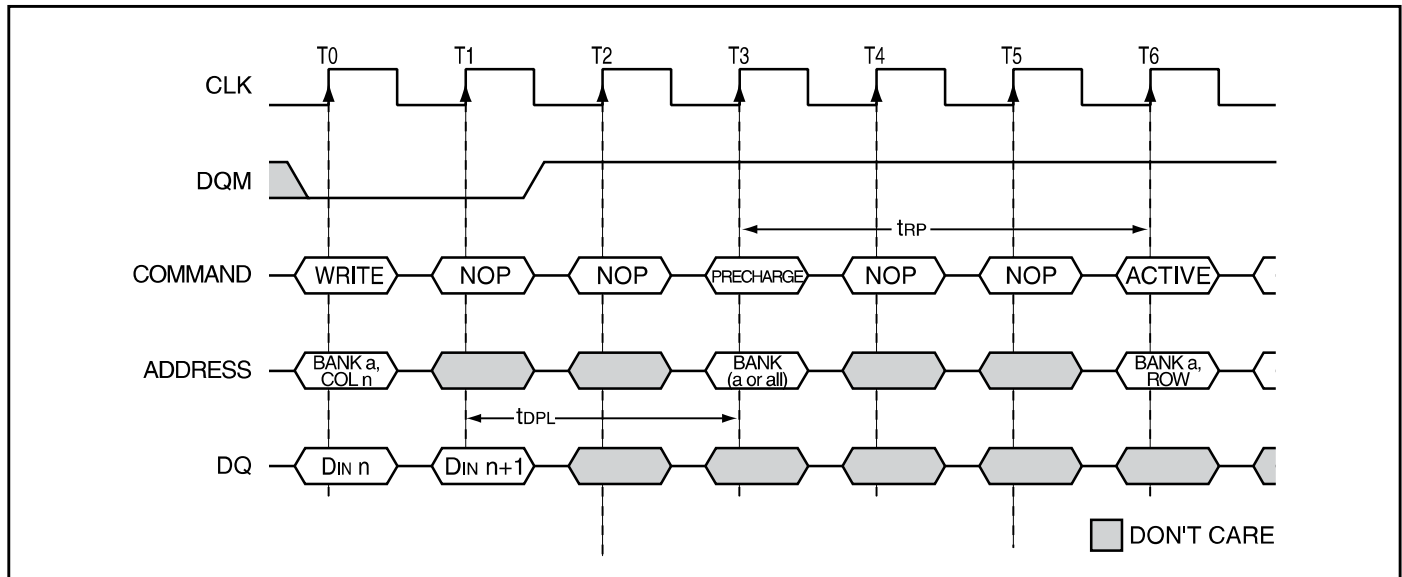 T0 T1 T2 T3 T4 T5 T6
CLK
DQM
tRP
COMMAND WRITE NOP NOP PRECHARGE NOP NOP ACTIVE
ADDRESS BANK a, COL n BANK (a or all) BANK a, ROW
tDPL
DQ DIN n DIN n+1
DON'T CARE